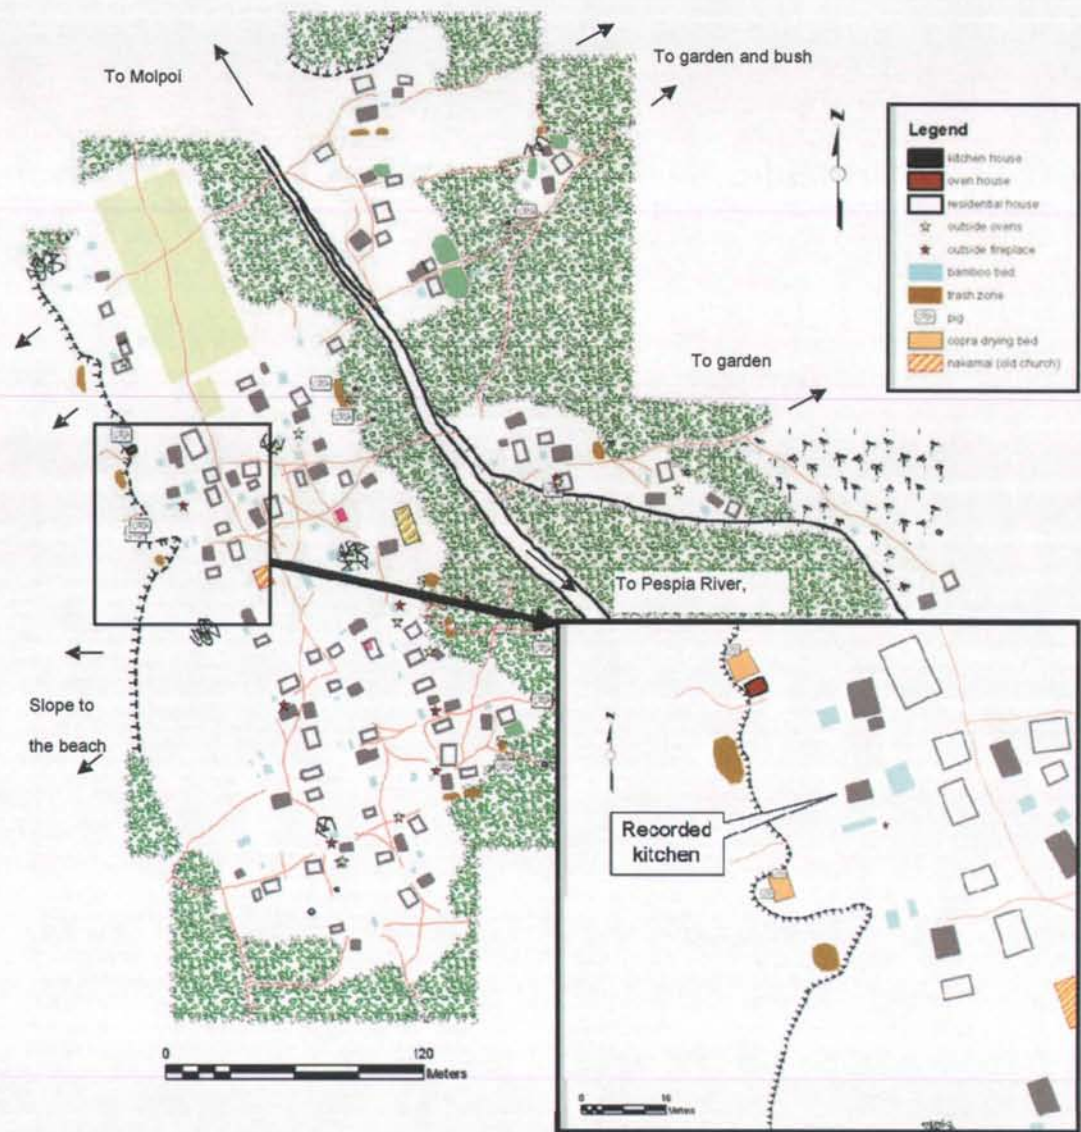 To Molpoi
To garden and bush
N
Legend
kitchen house
oven house
residential house
outside ovens
outside fireplace
bamboo bed
trash zone
pig
copra drying bed
nakamal (old church)
To garden
To Pespia River,
Slope to
the beach
Recorded
kitchen
0 120
Meters
0 16
Meters